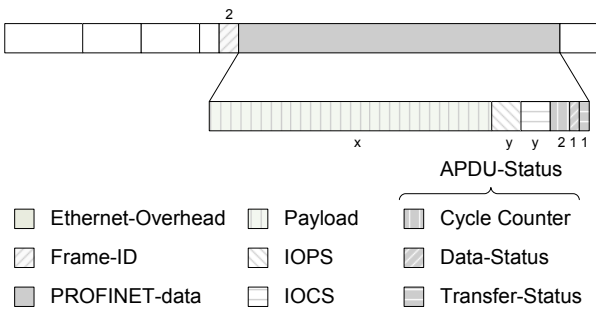 2
x y y 2 1 1
APDU-Status
Ethernet-Overhead Payload Cycle Counter
Frame-ID IOPS Data-Status
PROFINET-data IOCS Transfer-Status